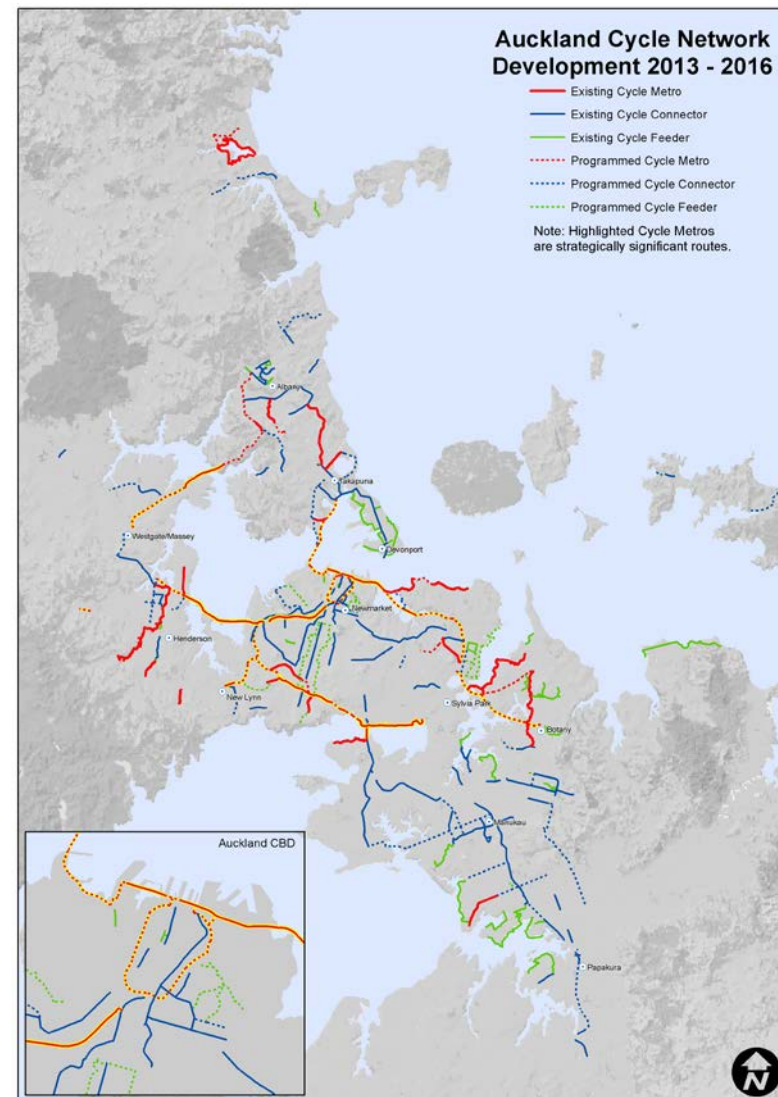 Auckland Cycle Network
Development 2013 - 2016
Existing Cycle Metro
Existing Cycle Connector
Existing Cycle Feeder
Programmed Cycle Metro
Programmed Cycle Connector
Programmed Cycle Feeder
Note: Highlighted Cycle Metros
are strategically significant routes.
Albany
Takapuna
Westgate/Massey
Devonport
Newmarket
Henderson
New Lynn
Sylvia Park
Botany
Manukau
Auckland CBD
Papakura
N